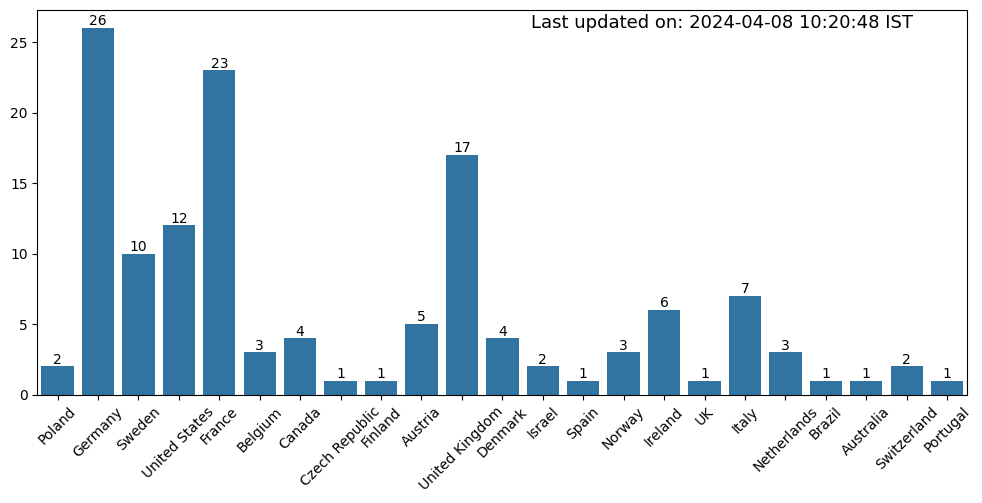 Last updated on: 2024-04-08 10:20:48 IST
25
20
15
10
5
0
2
26
10
12
23
3
4
1
1
5
17
4
2
1
3
6
1
7
3
1
1
2
1
Poland
Germany
Sweden
United States
France
Belgium
Canada
Czech Republic
Finland
Austria
United Kingdom
Denmark
Israel
Spain
Norway
Ireland
UK
Italy
Netherlands
Brazil
Australia
Switzerland
Portugal